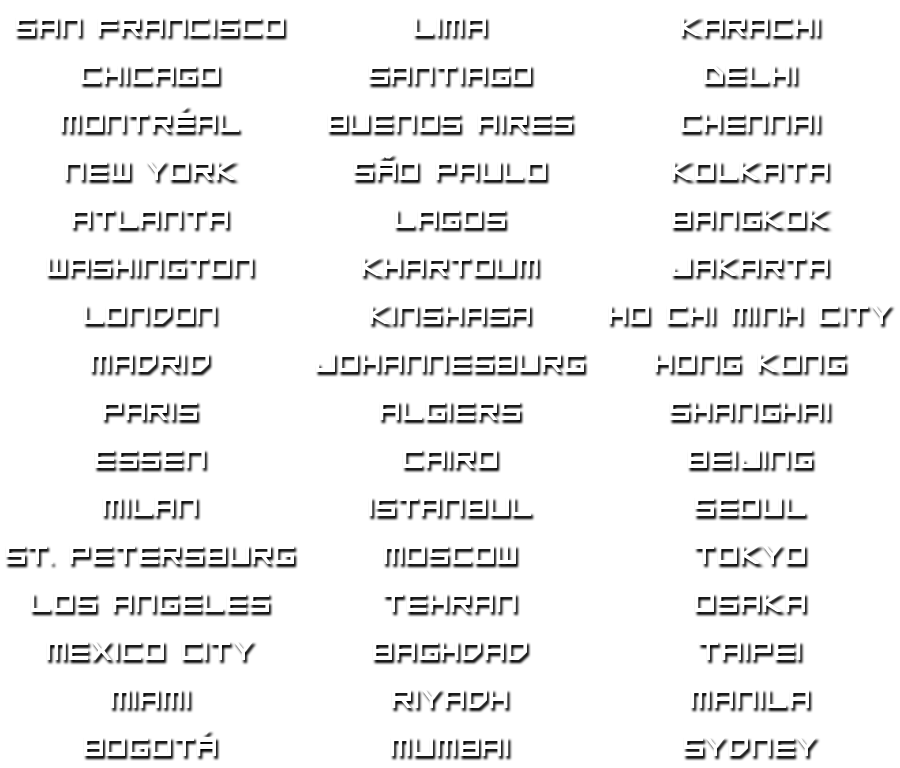 SAN FRANCISCO LIMA KARACHI
CHICAGO SANTIAGO DELHI
MONTRÉAL BUENOS AIRES CHENNAI
NEW YORK SÃO PAULO KOLKATA
ATLANTA LAGOS BANGKOK
WASHINGTON KHARTOUM JAKARTA
LONDON KINSHASA HO CHI MINH CITY
MADRID JOHANNESBURG HONG KONG
PARIS ALGIERS SHANGHAI
ESSEN CAIRO BEIJING
MILAN ISTANBUL SEOUL
ST. PETERSBURG MOSCOW TOKYO
LOS ANGELES TEHRAN OSAKA
MEXICO CITY BAGHDAD TAIPEI
MIAMI RIYADH MANILA
BOGOTÁ MUMBAI SYDNEY